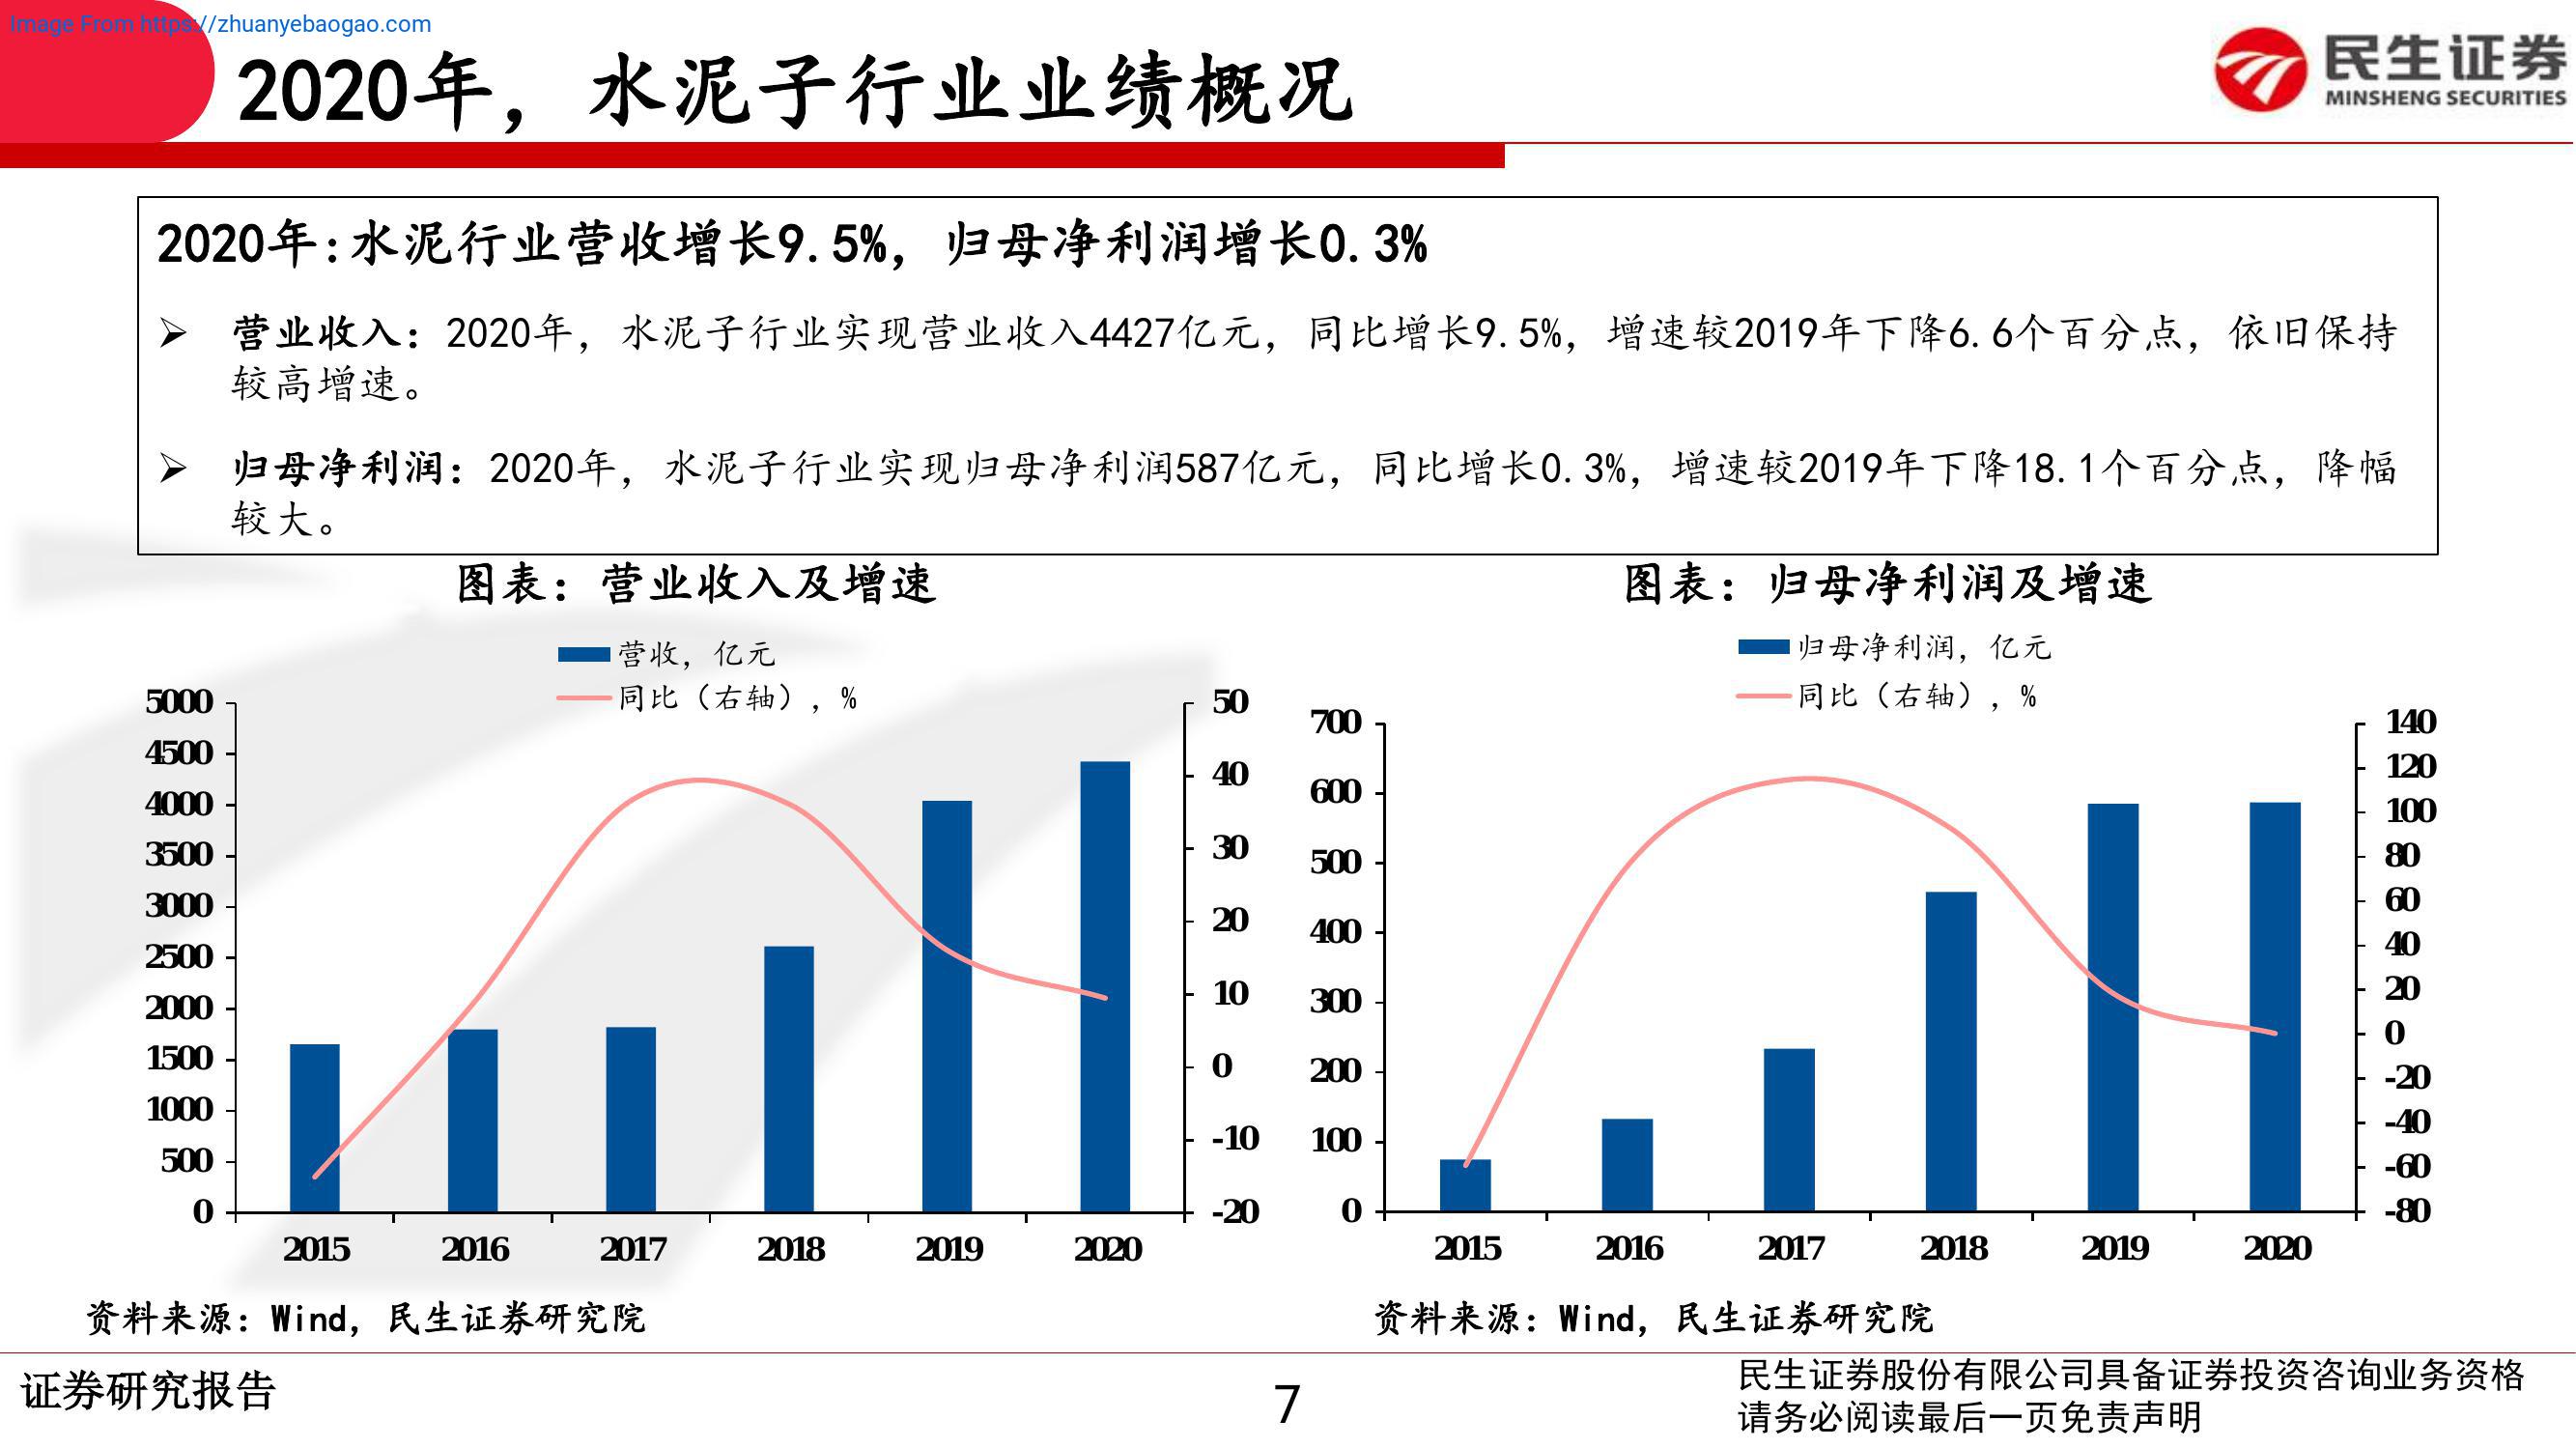 Image From https://zhuanyebaogao.com
2020年，水泥子行业业绩概况
民生证券
MINSHENG SECURITIES
2020年:水泥行业营收增长9.5%，归母净利润增长0.3%
➢ 营业收入：2020年，水泥子行业实现营业收入4427亿元，同比增长9.5%，增速较2019年下降6.6个百分点，依旧保持
较高增速。
➢ 归母净利润：2020年，水泥子行业实现归母净利润587亿元，同比增长0.3%，增速较2019年下降18.1个百分点，降幅
较大。
图表：营业收入及增速
营收，亿元
同比（右轴），%
5000
4500
4000
3500
3000
2500
2000
1500
1000
500
0
50
40
30
20
10
0
-10
-20
2015 2016 2017 2018 2019 2020
资料来源：Wind，民生证券研究院
图表：归母净利润及增速
归母净利润，亿元
同比（右轴），%
700
600
500
400
300
200
100
0
140
120
100
80
60
40
20
0
-20
-40
-60
-80
2015 2016 2017 2018 2019 2020
资料来源：Wind，民生证券研究院
证券研究报告
7
民生证券股份有限公司具备证券投资咨询业务资格
请务必阅读最后一页免责声明